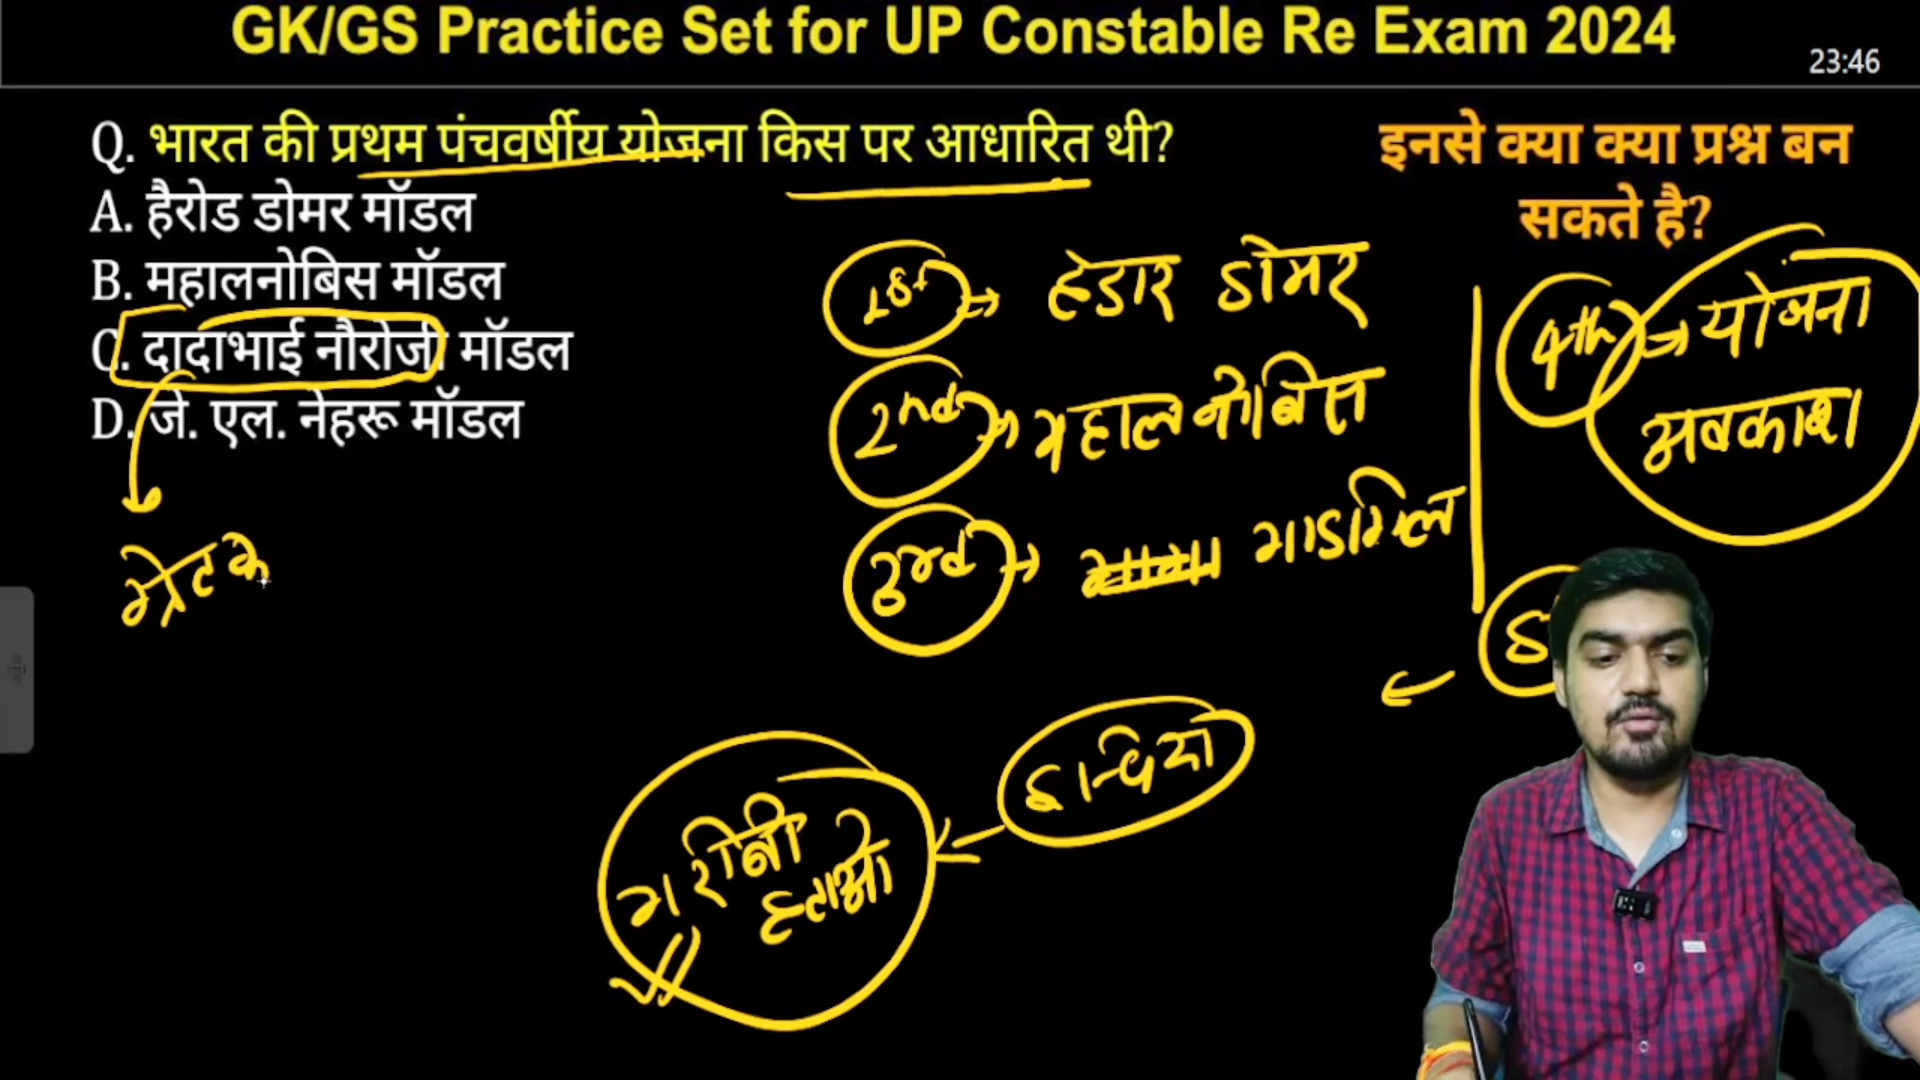 GK/GS Practice Set for UP Constable Re Exam 2024
23:46
Q. भारत की प्रथम पंचवर्षीय योजना किस पर आधारित थी?
A. हैरोड डोमर मॉडल
B. महालनोबिस मॉडल
C. दादाभाई नौरोजी मॉडल
D. जे. एल. नेहरू मॉडल
इनसे क्या क्या प्रश्न बन
सकते है?
1st → हेडार डोमर
2nd → महालनोबिस
3rd → गाडगिल
4th → योजना
अवकाश
गरीबी
हटाओ